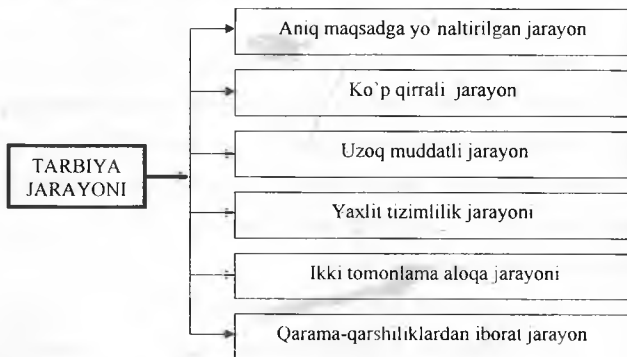 Aniq maqsadga yo naltirilgan jarayon
Ko`p qirrali jarayon
Uzoq muddatli jarayon
TARBIYA
JARAYONI
Yaxlit tizimlilik jarayoni
Ikki tomonlama aloqa jarayoni
Qarama-qarshiliklardan iborat jarayon